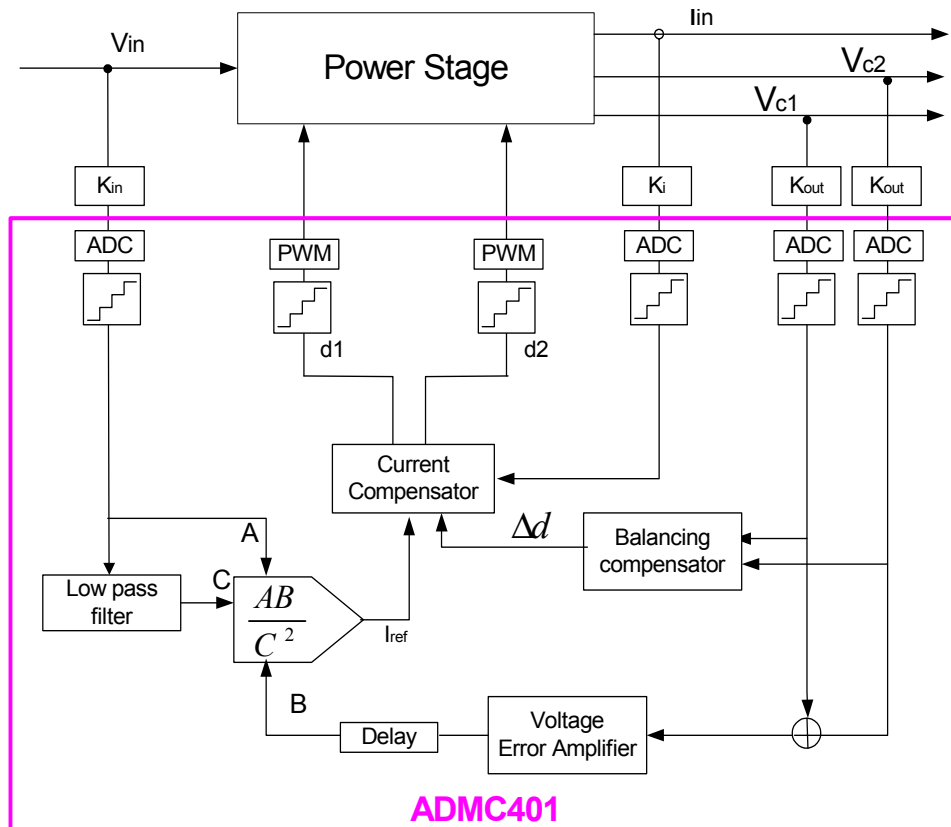 Vin
Power Stage
Iin
Vc2
Vc1
Kin
Ki
Kout
Kout
ADC
PWM
PWM
ADC
ADC
ADC
d1
d2
Current
Compensator
Δd
Balancing
compensator
A
Low pass
filter
C
AB
C²
Iref
B
Delay
Voltage
Error Amplifier
ADMC401